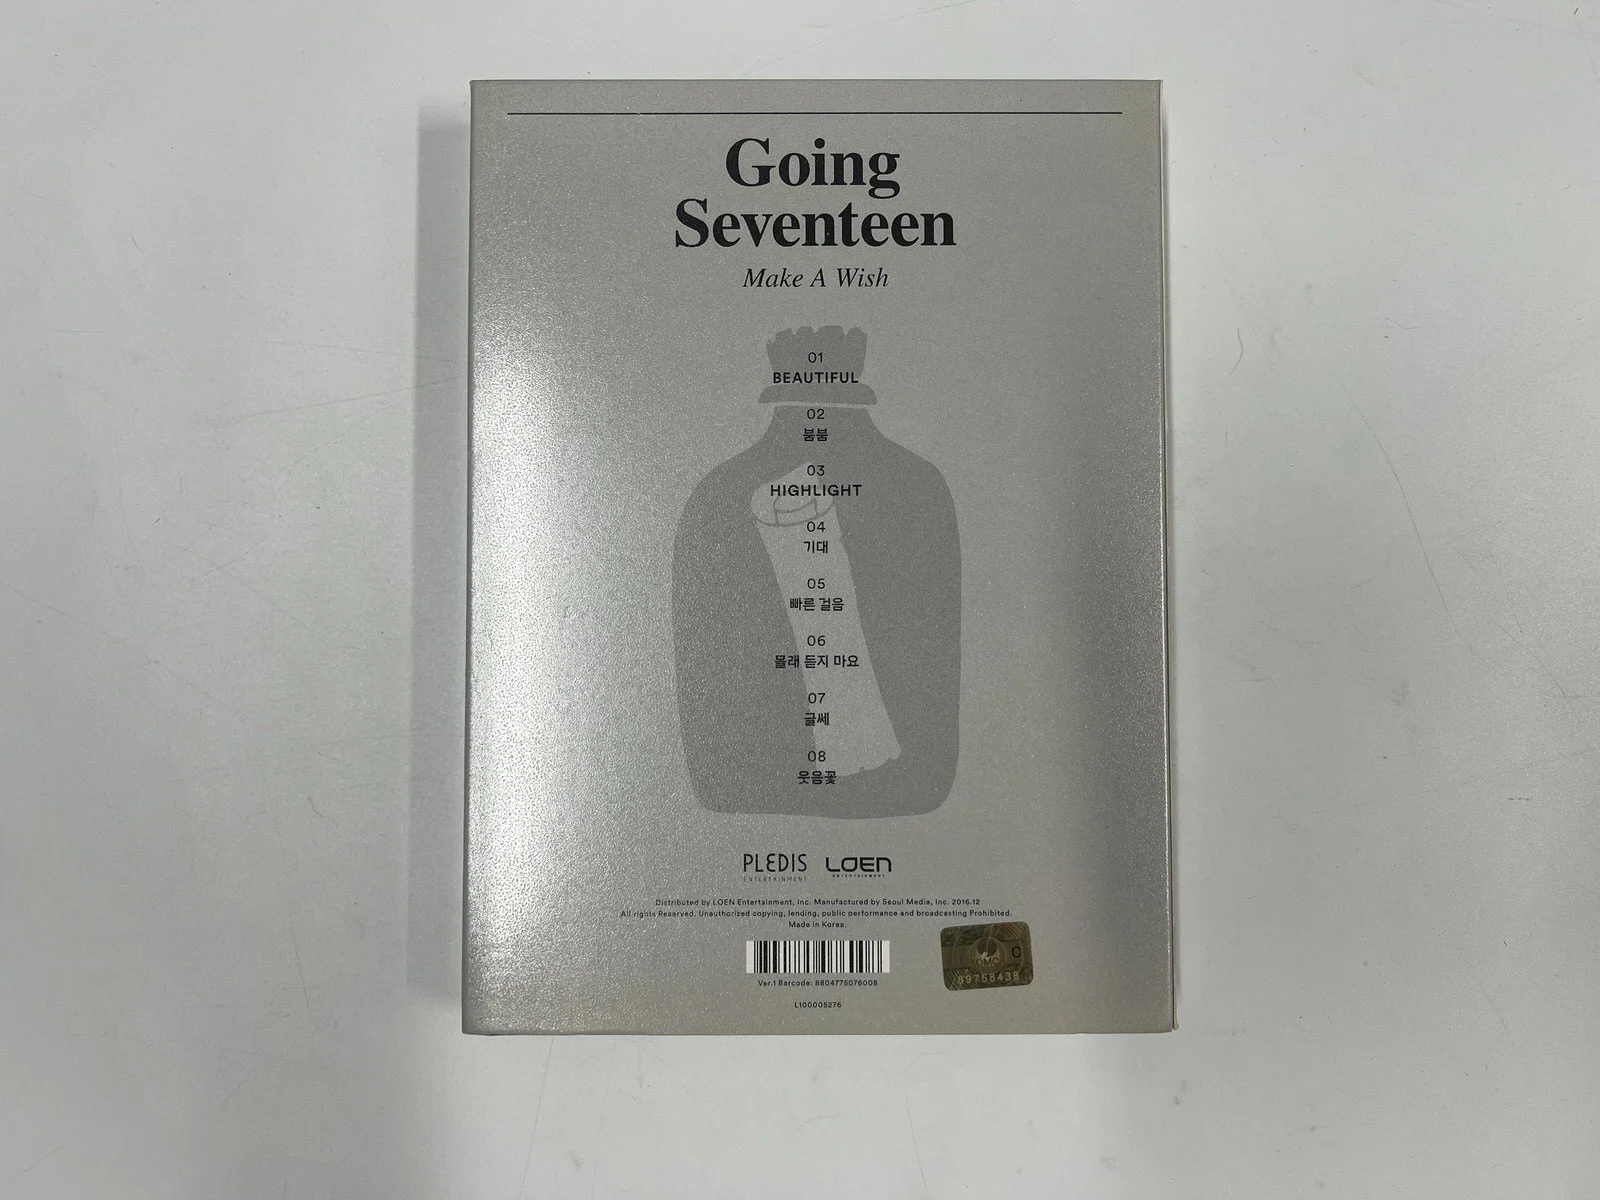 Going
Seventeen
Make A Wish
01
BEAUTIFUL
02
붐붐
03
HIGHLIGHT
04
기대
05
빠른 걸음
06
몰래 듣지 마요
07
글쎄
08
웃음꽃
PLEDIS LOEN
ENTERTAINMENT ENTERTAINMENT
Distributed by LOEN Entertainment, Inc. Manufactured by Seoul Media, Inc. 2016.12
All rights Reserved. Unauthorized copying, lending, public performance and broadcasting Prohibited.
Made in Korea.
C
KOMCA
Ver.1 Barcode: 8804775076008
L100005276